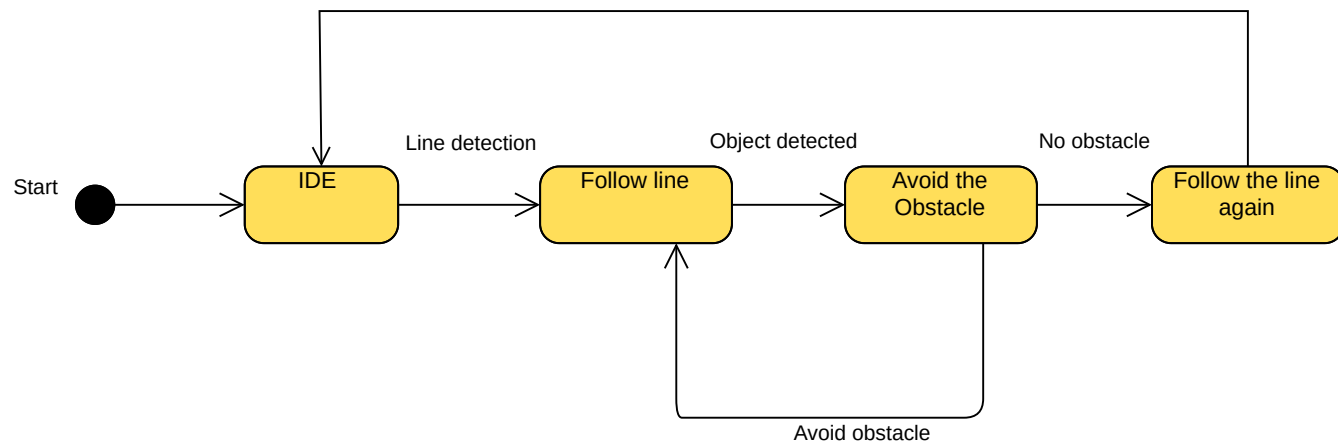 Line detection
Object detected
No obstacle
Start
IDE
Follow line
Avoid the
Obstacle
Follow the line
again
Avoid obstacle